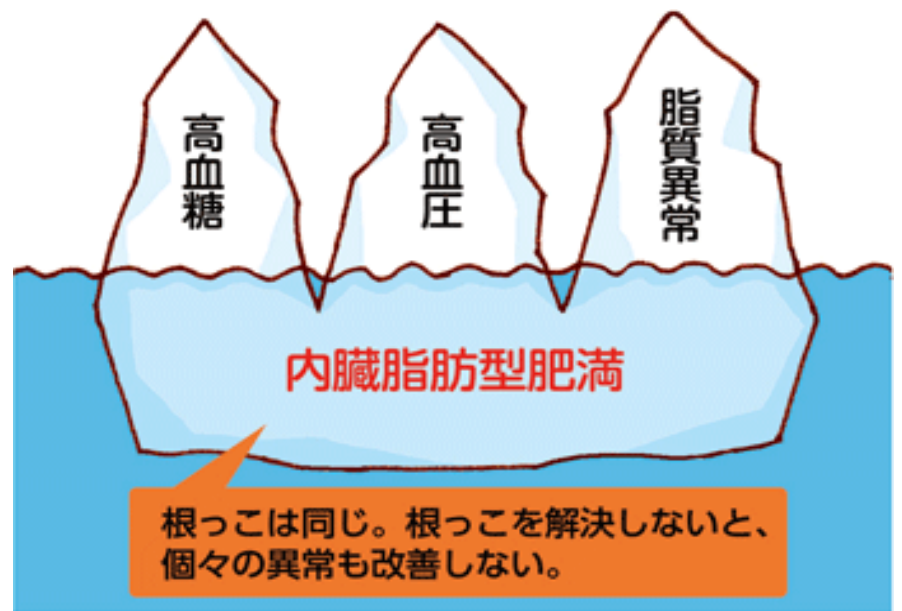 高血糖
高血圧
脂質異常
内臓脂肪型肥満
根っこは同じ。根っこを解決しないと、
個々の異常も改善しない。